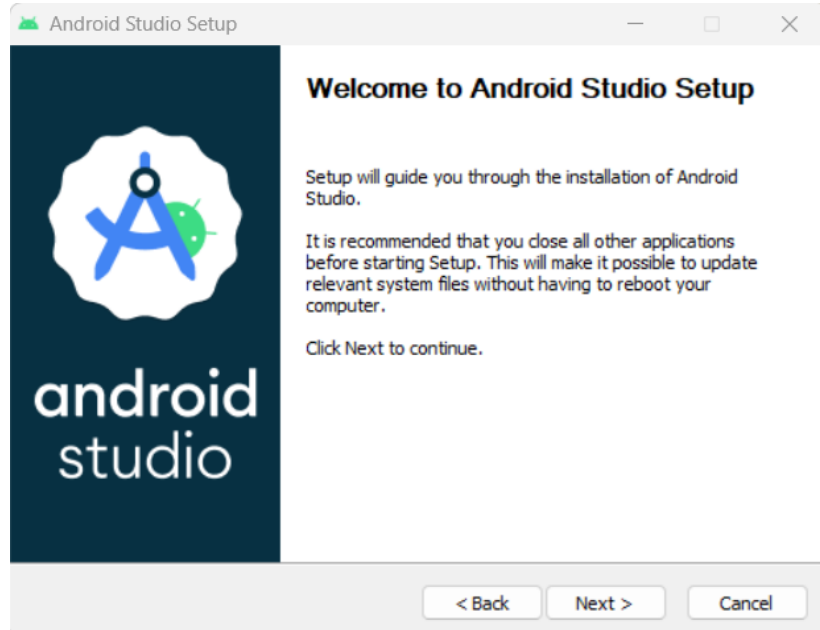 Android Studio Setup
Welcome to Android Studio Setup
Setup will guide you through the installation of Android
Studio.
It is recommended that you close all other applications
before starting Setup. This will make it possible to update
relevant system files without having to reboot your
computer.
Click Next to continue.
android
studio
< Back
Next >
Cancel